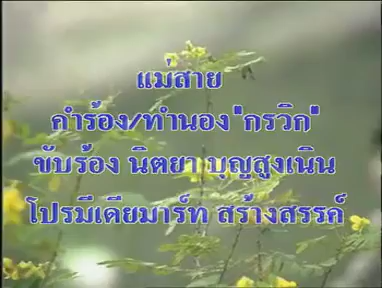 แม่สาย
คำร้อง/ทำนอง "กรวิก"
ขับร้อง นิตยา บุญสูงเนิน
โปรมีเดียมาร์ท สร้างสรรค์